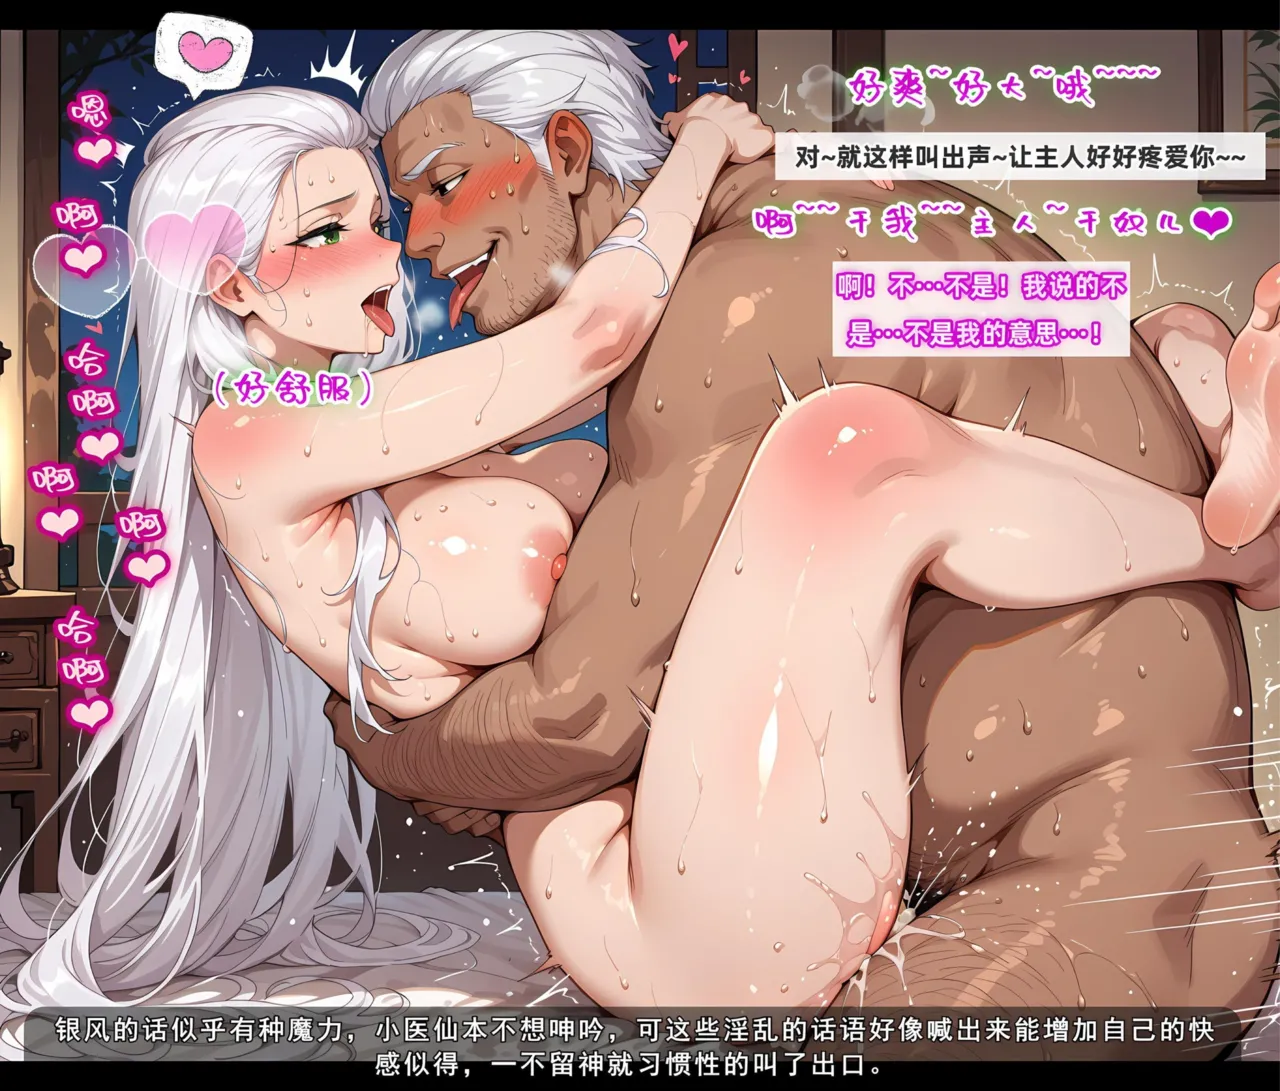 嗯
啊
哈
啊
啊
啊
哈
啊
(好舒服)
好爽~好大~哦~~~
对~就这样叫出声~让主人好好疼爱你~~
啊~~干我~~主人~干奴儿
啊！不…不是！我说的不
是…不是我的意思…！
银风的话似乎有种魔力，小医仙本不想呻吟，可这些淫乱的话语好像喊出来能增加自己的快
感似得，一不留神就习惯性的叫了出口。